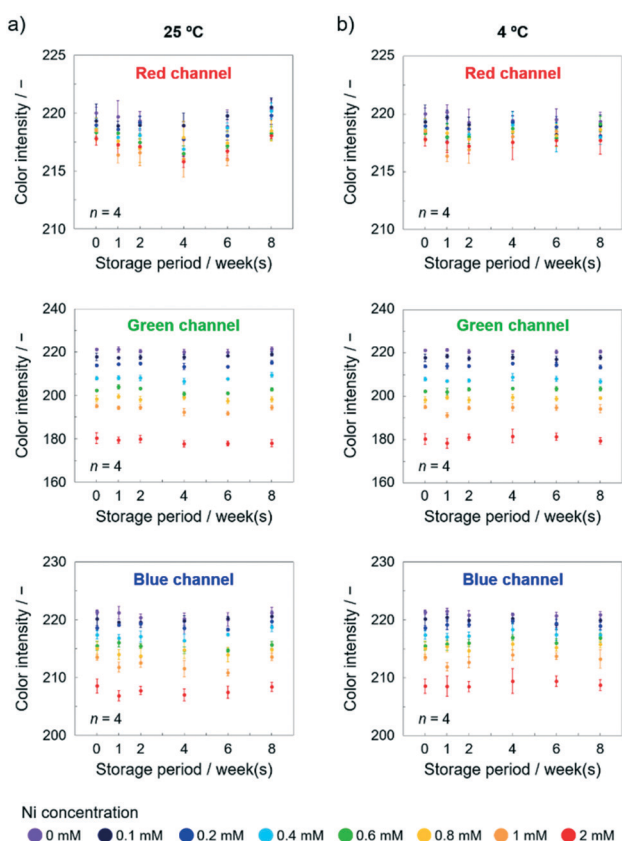 a) 25 ºC
Red channel
Color intensity / −
225
220
215
210
n = 4
0 1 2 4 6 8
Storage period / week(s)
Green channel
Color intensity / −
240
220
200
180
160
n = 4
0 1 2 4 6 8
Storage period / week(s)
Blue channel
Color intensity / −
230
220
210
200
n = 4
0 1 2 4 6 8
Storage period / week(s)
b) 4 ºC
Red channel
Color intensity / −
225
220
215
210
n = 4
0 1 2 4 6 8
Storage period / week(s)
Green channel
Color intensity / −
240
220
200
180
160
n = 4
0 1 2 4 6 8
Storage period / week(s)
Blue channel
Color intensity / −
230
220
210
200
n = 4
0 1 2 4 6 8
Storage period / week(s)
Ni concentration
0 mM 0.1 mM 0.2 mM 0.4 mM 0.6 mM 0.8 mM 1 mM 2 mM